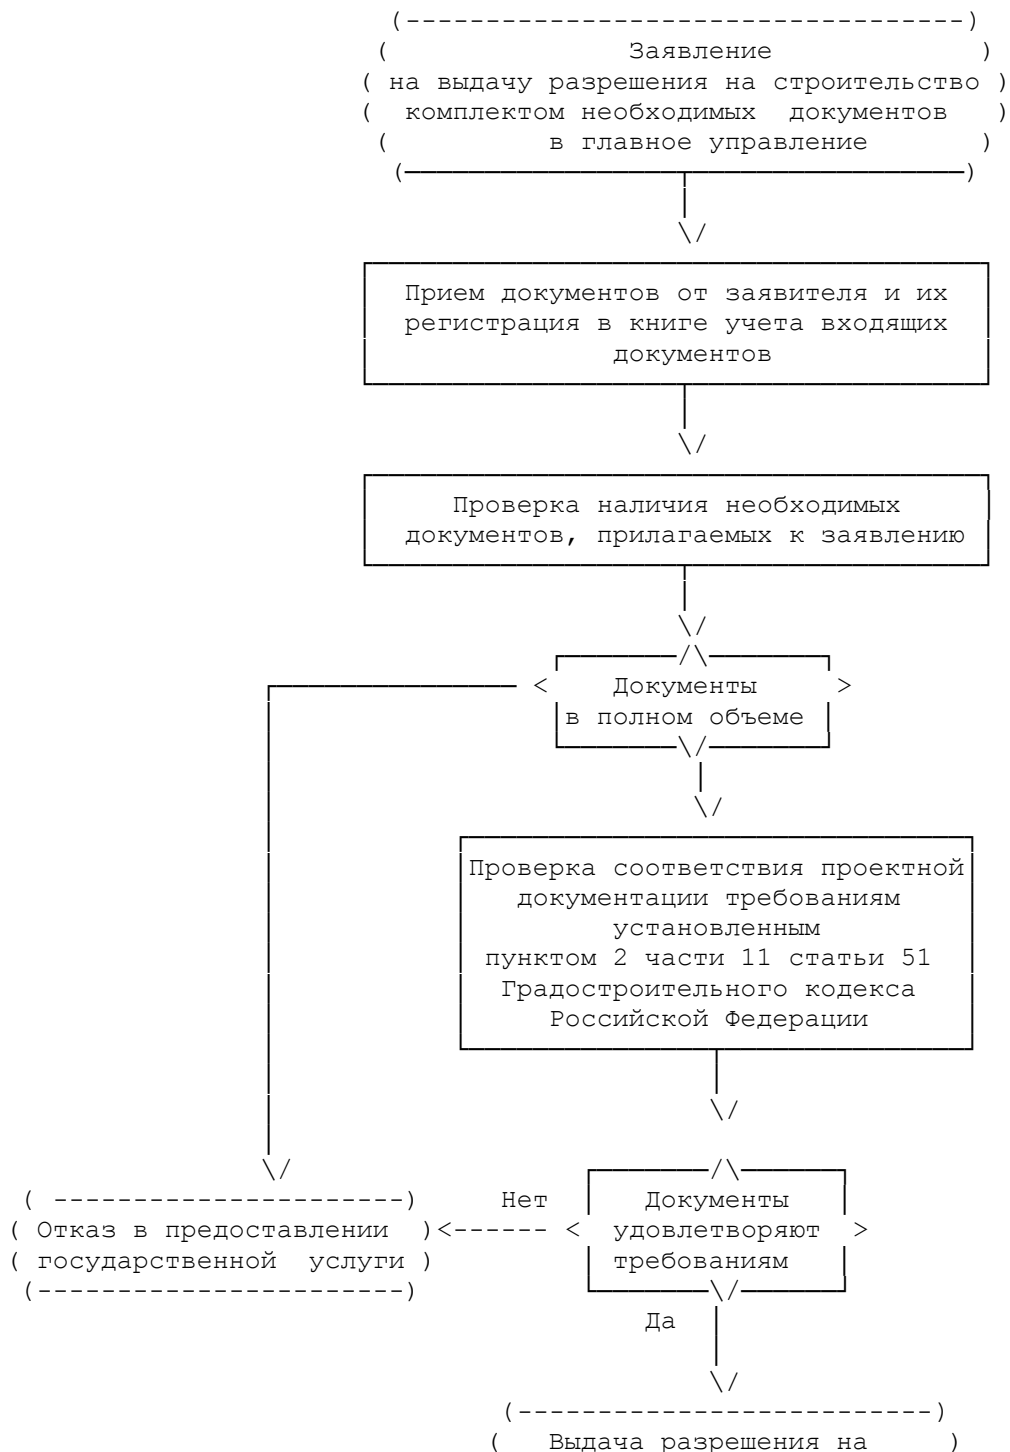 Заявление
на выдачу разрешения на строительство
комплектом необходимых документов
в главное управление
Прием документов от заявителя и их
регистрация в книге учета входящих
документов
Проверка наличия необходимых
документов, прилагаемых к заявлению
Документы
в полном объеме
Проверка соответствия проектной
документации требованиям
установленным
пунктом 2 части 11 статьи 51
Градостроительного кодекса
Российской Федерации
Нет
Документы
удовлетворяют
требованиям
Отказ в предоставлении
государственной услуги
Да
Выдача разрешения на